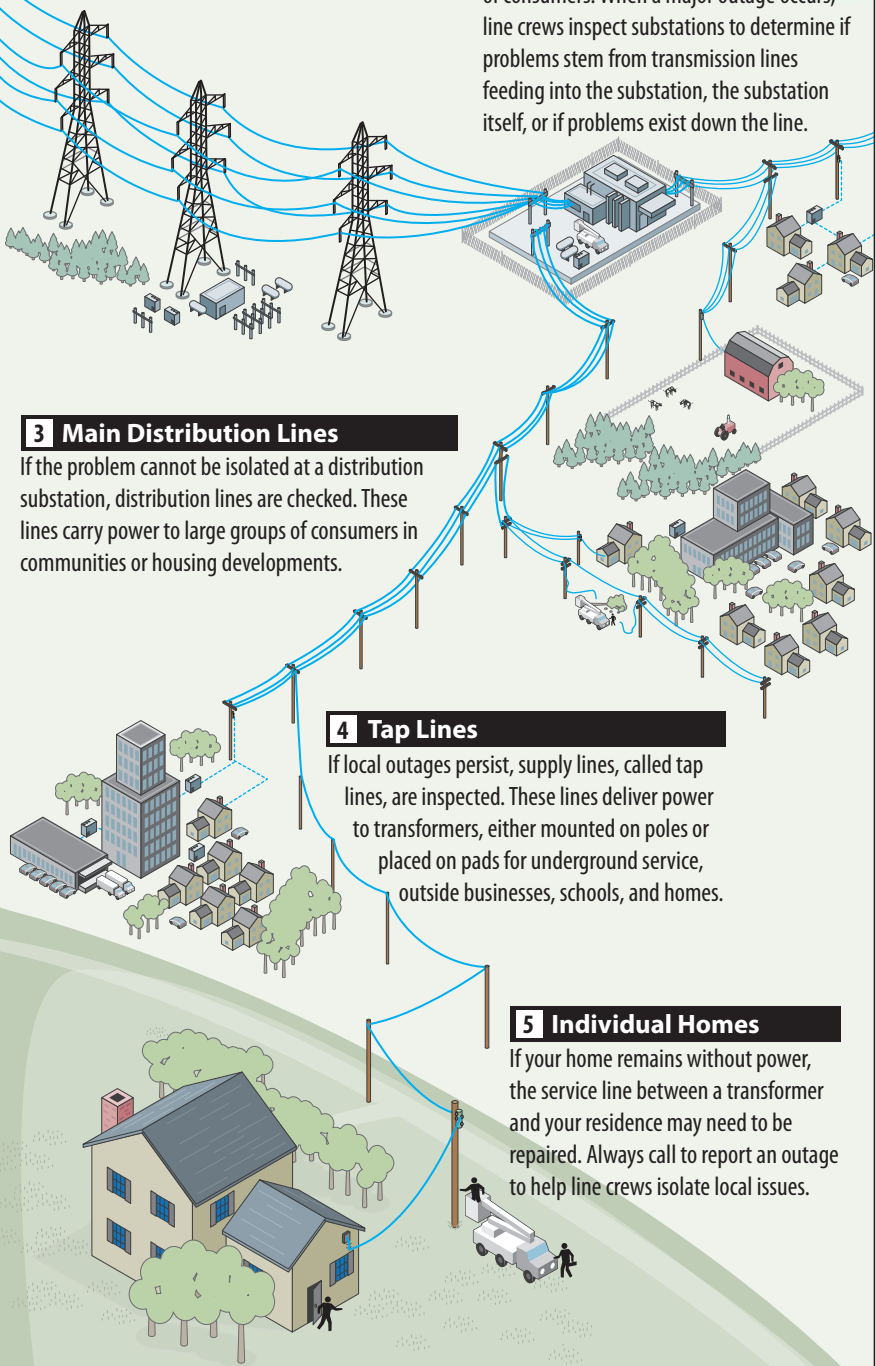 of consumers. When a major outage occurs,
line crews inspect substations to determine if
problems stem from transmission lines
feeding into the substation, the substation
itself, or if problems exist down the line.
3 Main Distribution Lines
If the problem cannot be isolated at a distribution
substation, distribution lines are checked. These
lines carry power to large groups of consumers in
communities or housing developments.
4 Tap Lines
If local outages persist, supply lines, called tap
lines, are inspected. These lines deliver power
to transformers, either mounted on poles or
placed on pads for underground service,
outside businesses, schools, and homes.
5 Individual Homes
If your home remains without power,
the service line between a transformer
and your residence may need to be
repaired. Always call to report an outage
to help line crews isolate local issues.